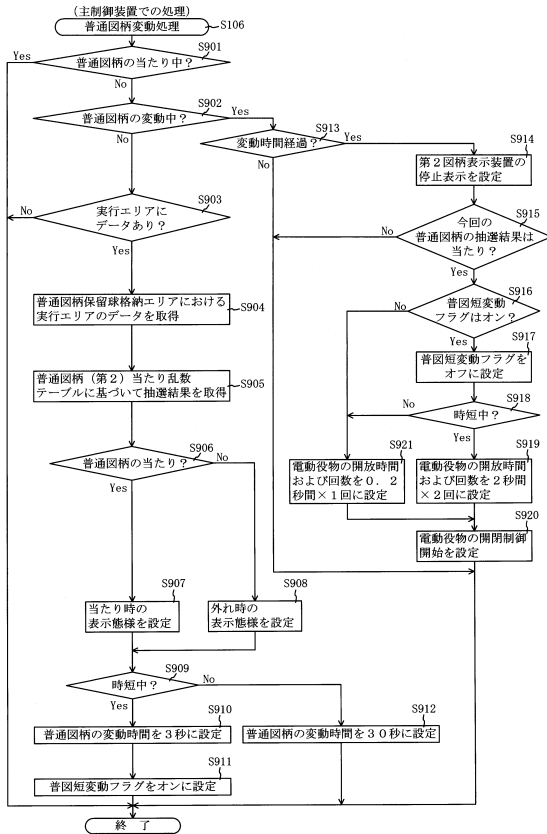 (主制御装置での処理)
普通図柄変動処理
S106
S901
Yes
普通図柄の当たり中?
No
S902
普通図柄の変動中?
Yes
No
S913
変動時間経過?
Yes
No
S914
第2図柄表示装置の
停止表示を設定
S903
No
実行エリアに
データあり?
Yes
S915
今回の
普通図柄の抽選結果は
当たり?
No
Yes
S904
普通図柄保留球格納エリアにおける
実行エリアのデータを取得
S916
普図短変動
フラグはオン?
No
Yes
S917
普図短変動フラグを
オフに設定
S905
普通図柄(第2)当たり乱数
テーブルに基づいて抽選結果を取得
S918
時短中?
No
Yes
S906
普通図柄の当たり?
No
Yes
S921
電動役物の開放時間
および回数を0.2
秒間×1回に設定
S919
電動役物の開放時間
および回数を2秒間
×2回に設定
S920
電動役物の開閉制御
開始を設定
S907
当たり時の
表示態様を設定
S908
外れ時の
表示態様を設定
S909
時短中?
No
Yes
S910
普通図柄の変動時間を3秒に設定
S912
普通図柄の変動時間を30秒に設定
S911
普図短変動フラグをオンに設定
終 了